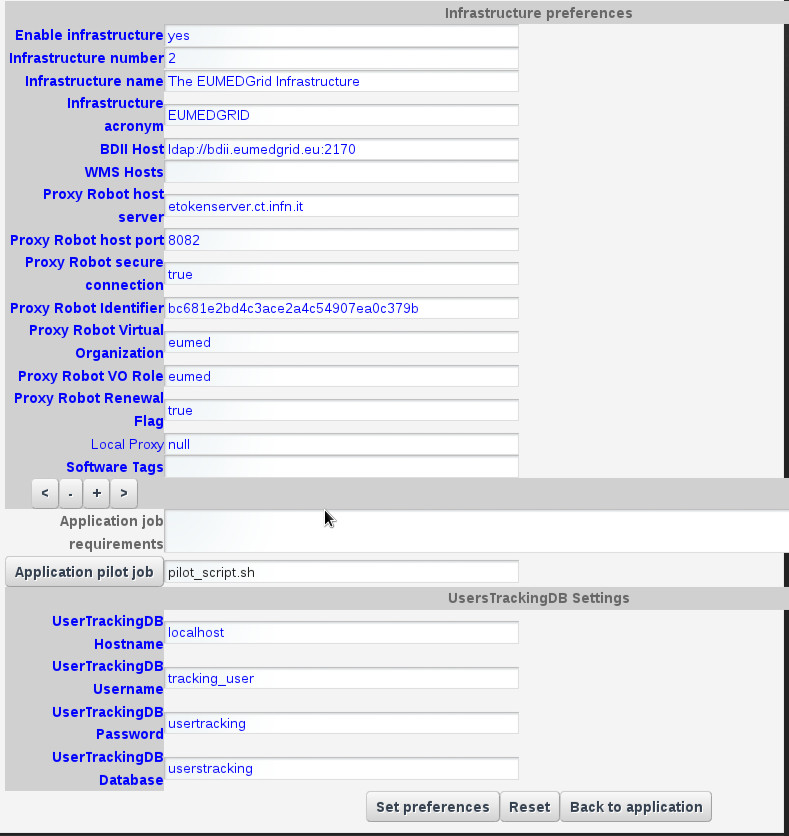 Infrastructure preferences
Enable infrastructure yes
Infrastructure number 2
Infrastructure name The EUMEDGrid Infrastructure
Infrastructure
acronym EUMEDGRID
BDII Host ldap://bdii.eumedgrid.eu:2170
WMS Hosts
Proxy Robot host
server etokenserver.ct.infn.it
Proxy Robot host port 8082
Proxy Robot secure
connection true
Proxy Robot Identifier bc681e2bd4c3ace2a4c54907ea0c379b
Proxy Robot Virtual
Organization eumed
Proxy Robot VO Role eumed
Proxy Robot Renewal
Flag true
Local Proxy null
Software Tags
< - + >
Application job
requirements
Application pilot job pilot_script.sh
UsersTrackingDB Settings
UserTrackingDB
Hostname localhost
UserTrackingDB
Username tracking_user
UserTrackingDB
Password usertracking
UserTrackingDB
Database userstracking
Set preferences Reset Back to application